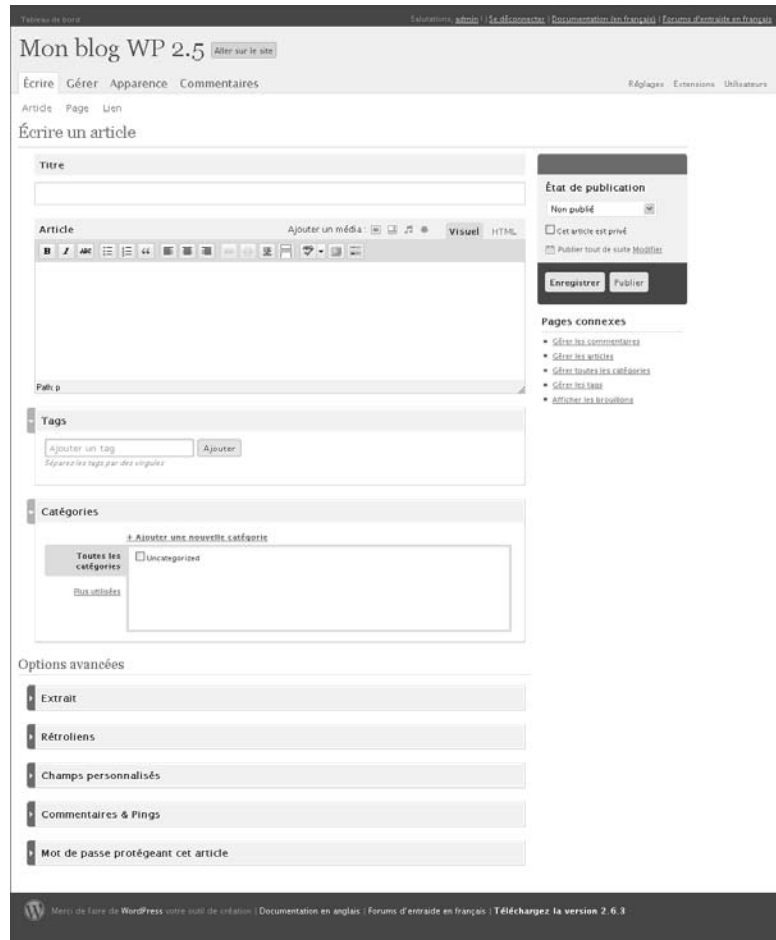 Tableau de bord
Salutations, admin ! | Se déconnecter | Documentation (en français) | Forums d'entraide en français
Mon blog WP 2.5 Aller sur le site
Écrire Gérer Apparence Commentaires
Réglages Extensions Utilisateurs
Article Page Lien
Écrire un article
Titre
Article
Ajouter un média :
Visuel HTML
B I ABC
Path: p
État de publication
Non publié
Cet article est privé
Publier tout de suite Modifier
Enregistrer Publier
Pages connexes
Gérer les commentaires
Gérer les articles
Gérer toutes les catégories
Gérer les tags
Afficher les brouillons
Tags
Ajouter un tag Ajouter
Séparez les tags par des virgules
Catégories
+ Ajouter une nouvelle catégorie
Toutes les
catégories
Uncategorized
Plus utilisées
Options avancées
Extrait
Rétroliens
Champs personnalisés
Commentaires & Pings
Mot de passe protégeant cet article
Merci de faire de WordPress votre outil de création | Documentation en anglais | Forums d'entraide en français | Téléchargez la version 2.6.3